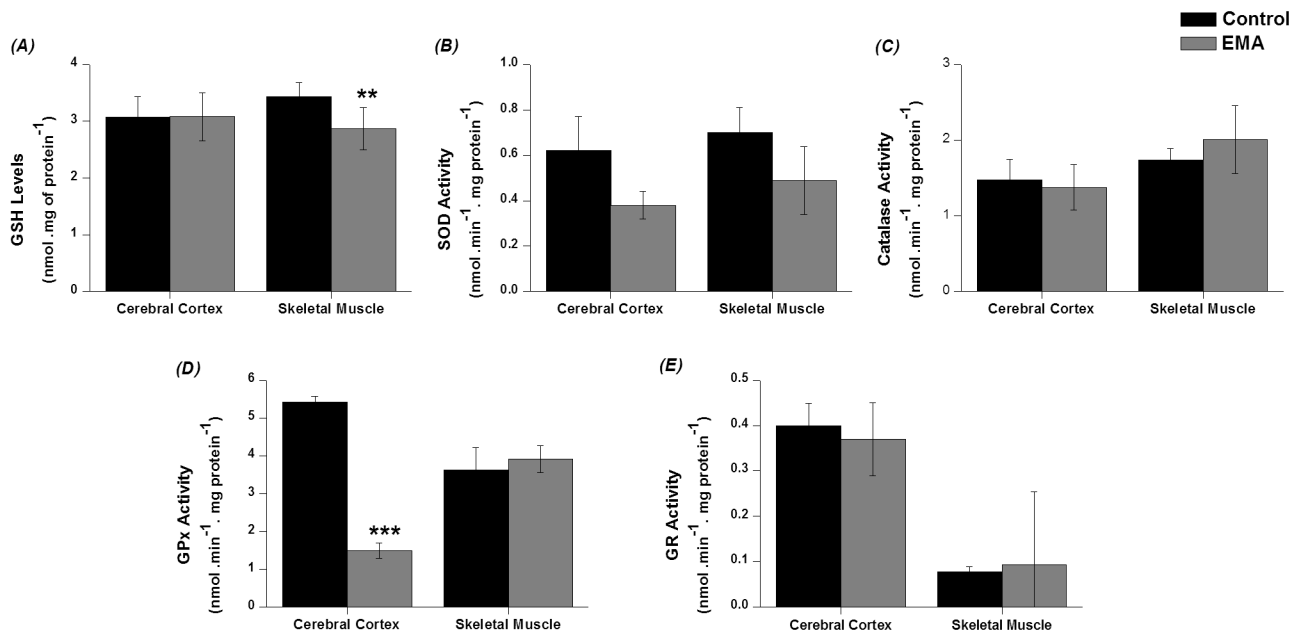 Control
EMA
(A)
GSH Levels
(nmol .mg of protein⁻¹)
4
3
2
1
0
**
Cerebral Cortex
Skeletal Muscle
(B)
SOD Activity
(nmol .min⁻¹. mg protein⁻¹)
1.0
0.8
0.6
0.4
0.2
0.0
Cerebral Cortex
Skeletal Muscle
(C)
Catalase Activity
(nmol .min⁻¹. mg protein⁻¹)
3
2
1
0
Cerebral Cortex
Skeletal Muscle
(D)
GPx Activity
(nmol .min⁻¹. mg protein⁻¹)
6
5
4
3
2
1
0
***
Cerebral Cortex
Skeletal Muscle
(E)
GR Activity
(nmol .min⁻¹. mg protein⁻¹)
0.5
0.4
0.3
0.2
0.1
0.0
Cerebral Cortex
Skeletal Muscle